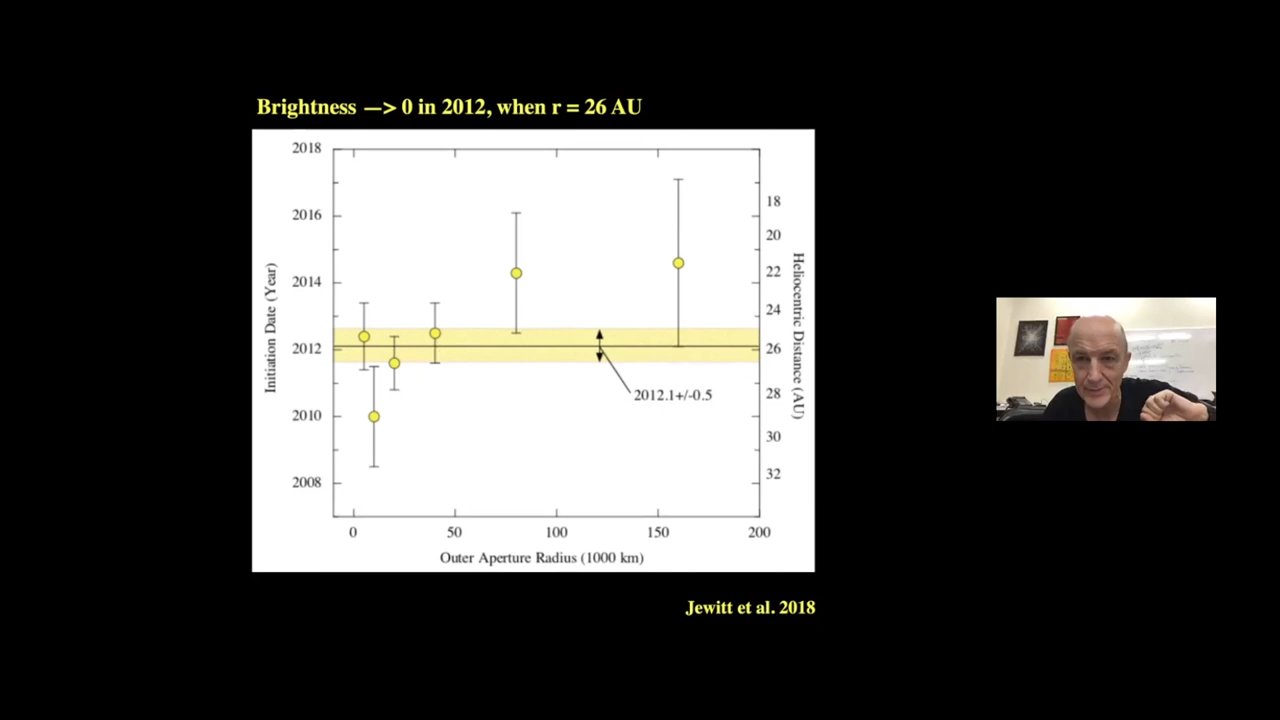 Brightness —> 0 in 2012, when r = 26 AU
2018
2016
2014
2012
2010
2008
Initiation Date (Year)
18
20
22
24
26
28
30
32
Heliocentric Distance (AU)
2012.1+/-0.5
0 50 100 150 200
Outer Aperture Radius (1000 km)
Jewitt et al. 2018